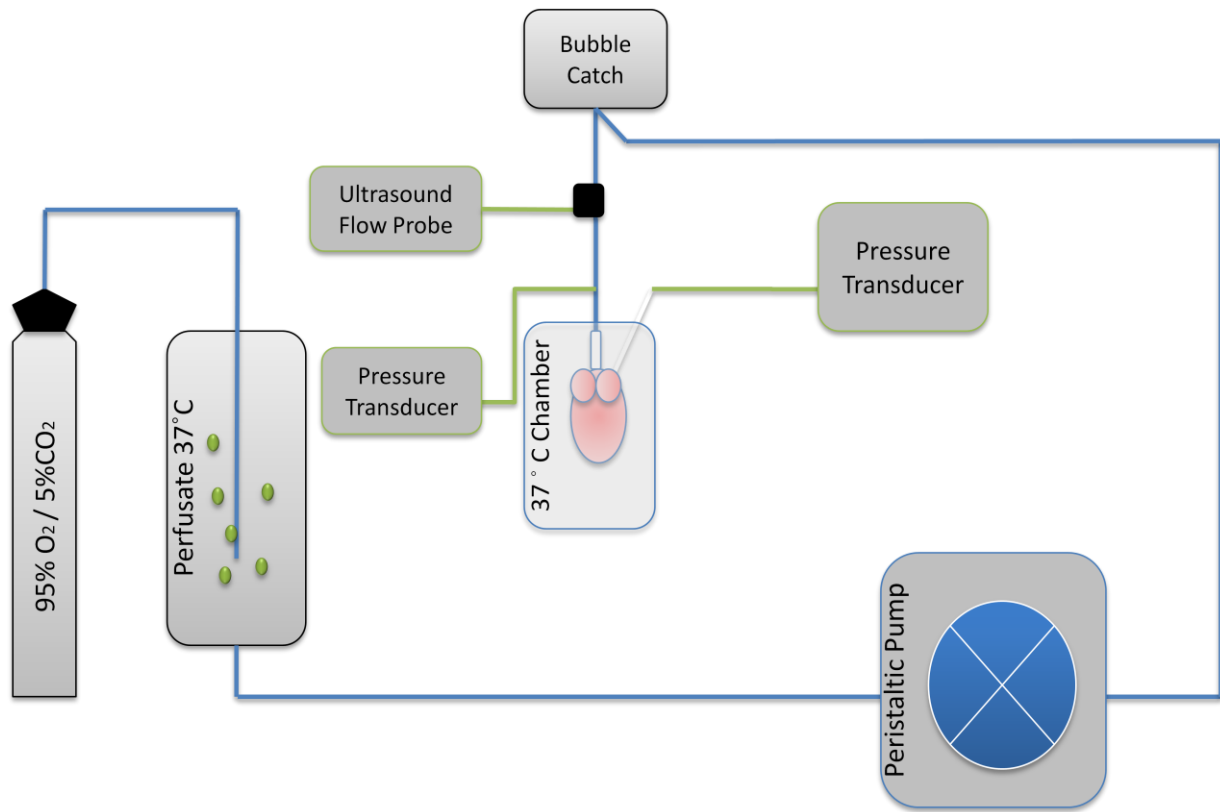 Bubble
Catch
Ultrasound
Flow Probe
Pressure
Transducer
Pressure
Transducer
95% O₂ / 5%CO₂
Perfusate 37°C
37°C Chamber
Peristaltic Pump